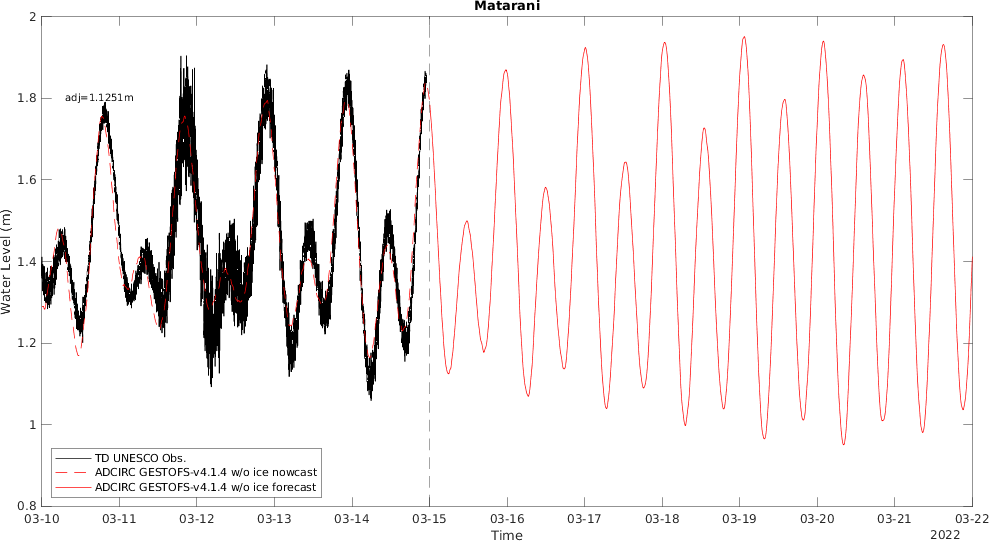 Matarani
2
1.8
1.6
1.4
1.2
1
0.8
Water Level (m)
adj=1.1251m
TD UNESCO Obs.
ADCIRC GESTOFS-v4.1.4 w/o ice nowcast
ADCIRC GESTOFS-v4.1.4 w/o ice forecast
03-10 03-11 03-12 03-13 03-14 03-15 03-16 03-17 03-18 03-19 03-20 03-21 03-22
Time
2022